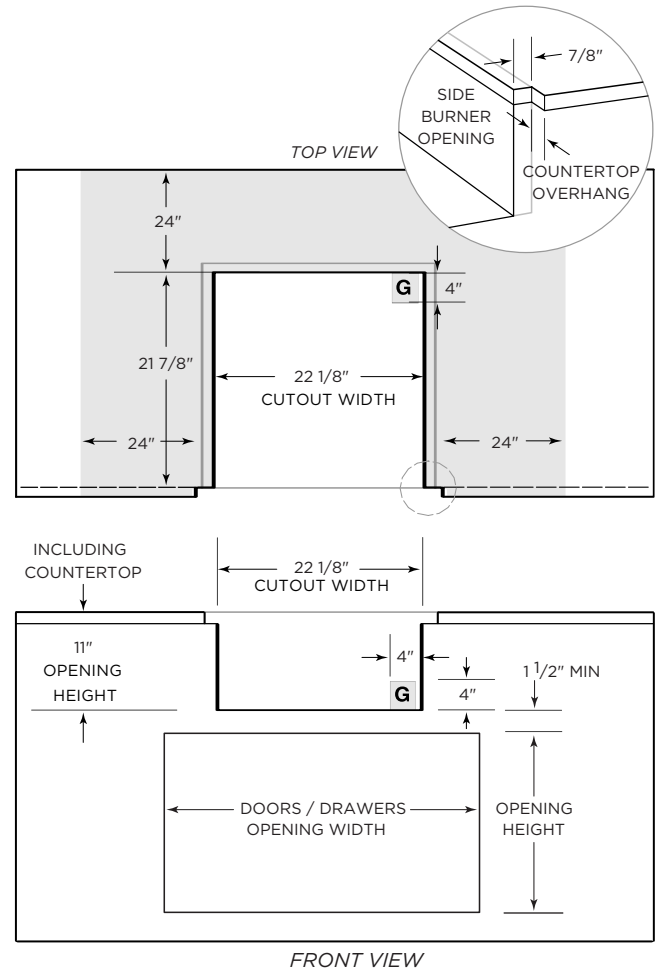 7/8"
SIDE
BURNER
OPENING
COUNTERTOP
OVERHANG
TOP VIEW
24"
G
4"
21 7/8"
22 1/8"
CUTOUT WIDTH
24"
24"
INCLUDING
COUNTERTOP
22 1/8"
CUTOUT WIDTH
11"
OPENING
HEIGHT
4"
G
4"
1 1/2" MIN
DOORS / DRAWERS
OPENING WIDTH
OPENING
HEIGHT
FRONT VIEW